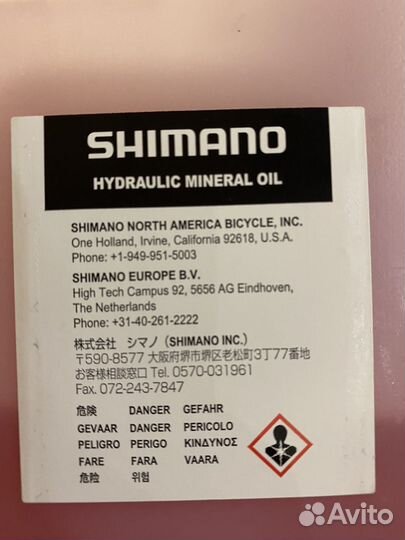 SHIMANO
HYDRAULIC MINERAL OIL
SHIMANO NORTH AMERICA BICYCLE, INC.
One Holland, Irvine, California 92618, U.S.A.
Phone: +1-949-951-5003
SHIMANO EUROPE B.V.
High Tech Campus 92, 5656 AG Eindhoven,
The Netherlands
Phone: +31-40-261-2222
株式会社 シマノ (SHIMANO INC.)
〒590-8577 大阪府堺市堺区老松町3丁77番地
お客様相談窓口 Tel. 0570-031961
Fax. 072-243-7847
危険 DANGER GEFAHR
GEVAAR DANGER PERICOLO
PELIGRO PERIGO ΚΙΝΔΥΝΟΣ
FARE FARA VAARA
危险 위험
Avito